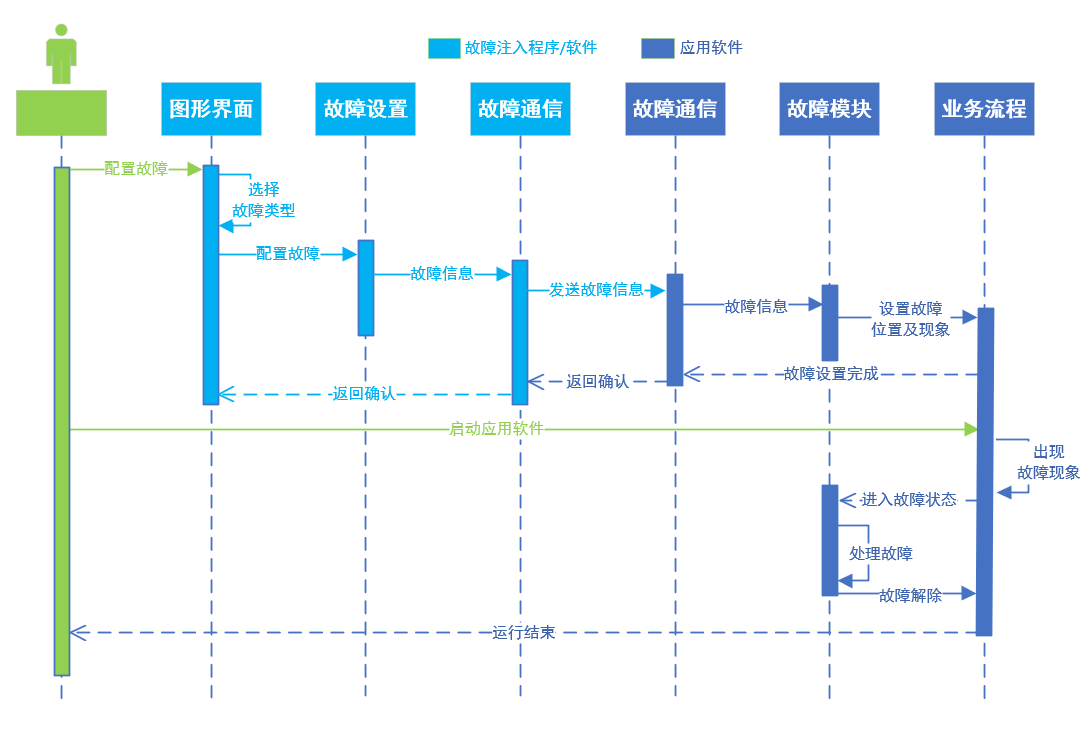 故障注入程序/软件
应用软件
图形界面
故障设置
故障通信
故障通信
故障模块
业务流程
配置故障
选择
故障类型
配置故障
故障信息
发送故障信息
故障信息
设置故障
位置及现象
故障设置完成
返回确认
返回确认
启动应用软件
出现
故障现象
进入故障状态
处理故障
故障解除
运行结束